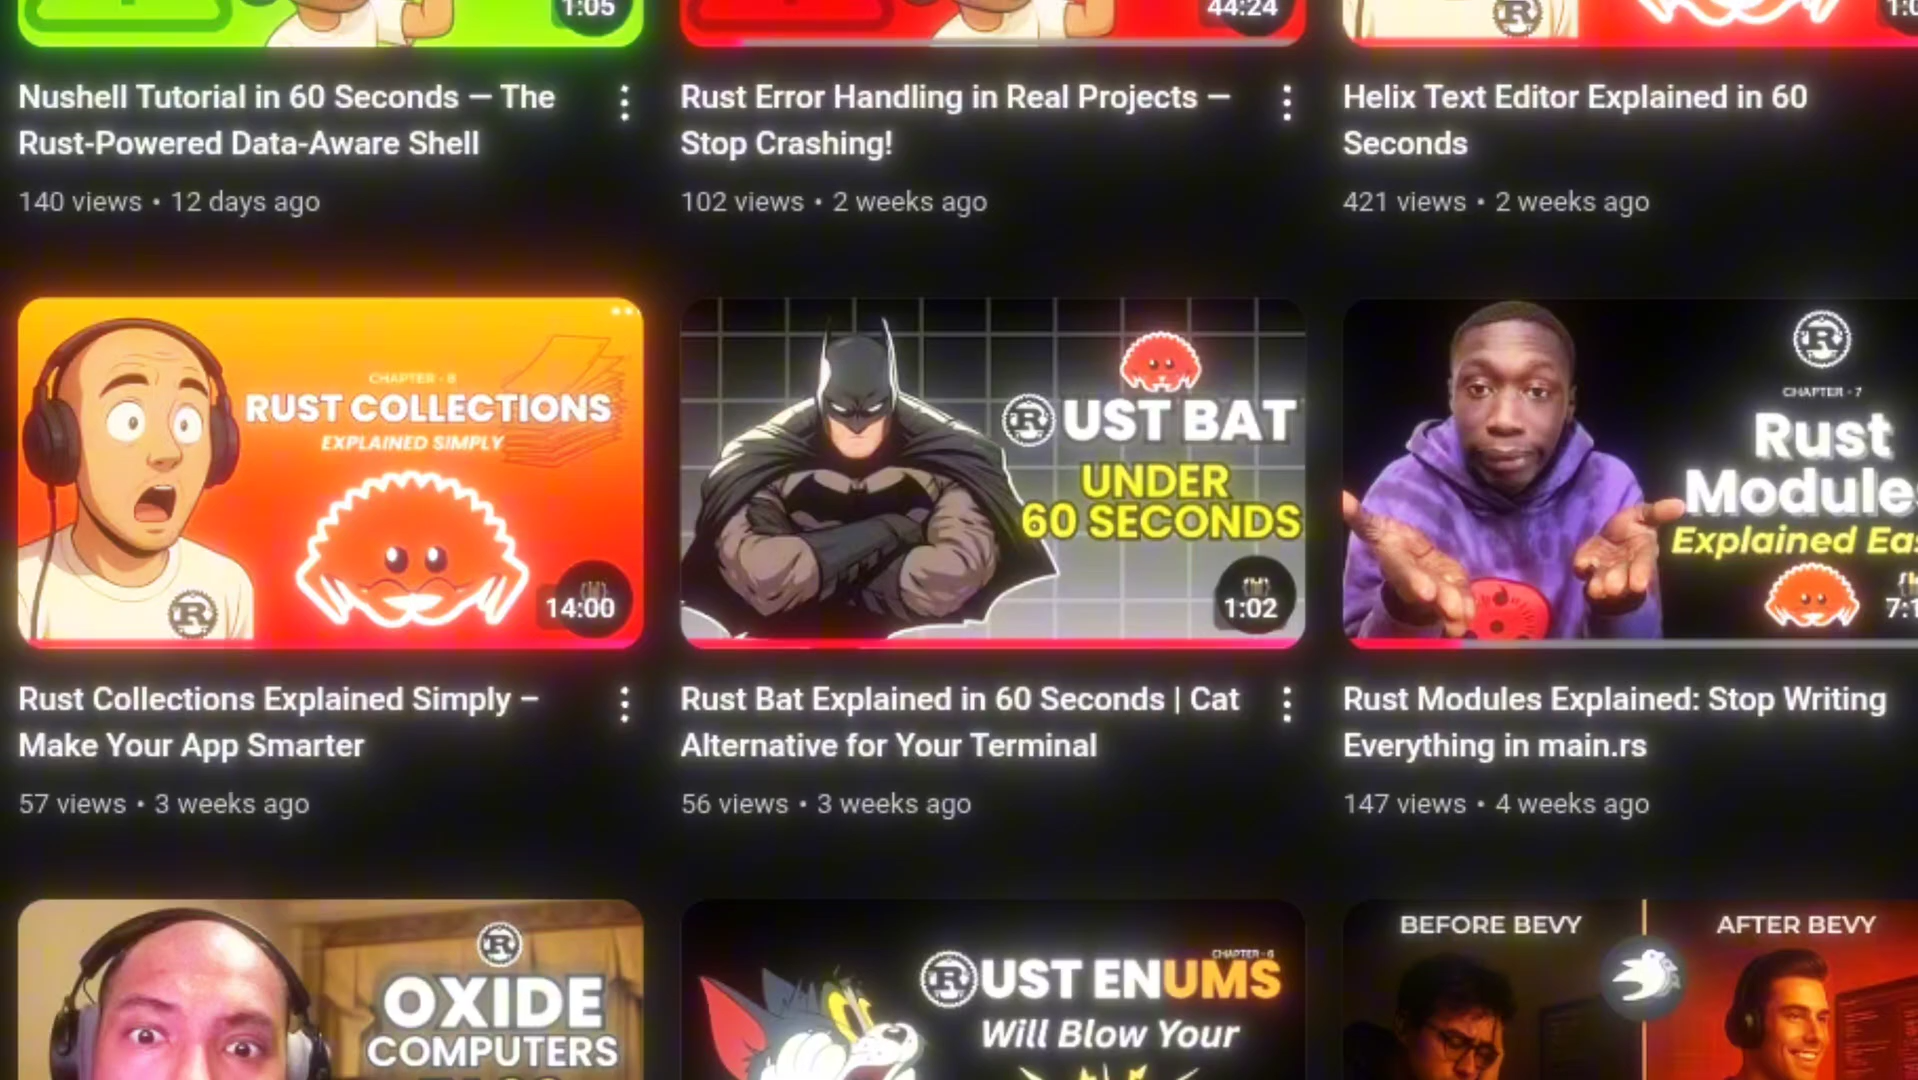 1:05
44:24
Nushell Tutorial in 60 Seconds — The
Rust-Powered Data-Aware Shell
140 views • 12 days ago
Rust Error Handling in Real Projects —
Stop Crashing!
102 views • 2 weeks ago
Helix Text Editor Explained in 60
Seconds
421 views • 2 weeks ago
CHAPTER - 8
RUST COLLECTIONS
EXPLAINED SIMPLY
R
14:00
Rust Collections Explained Simply –
Make Your App Smarter
57 views • 3 weeks ago
RUST BAT
UNDER
60 SECONDS
1:02
Rust Bat Explained in 60 Seconds | Cat
Alternative for Your Terminal
56 views • 3 weeks ago
R
CHAPTER - 7
Rust
Modules
Explained
Rust Modules Explained: Stop Writing
Everything in main.rs
147 views • 4 weeks ago
R
OXIDE
COMPUTERS
CHAPTER - 6
RUST ENUMS
Will Blow Your
BEFORE BEVY
AFTER BEVY